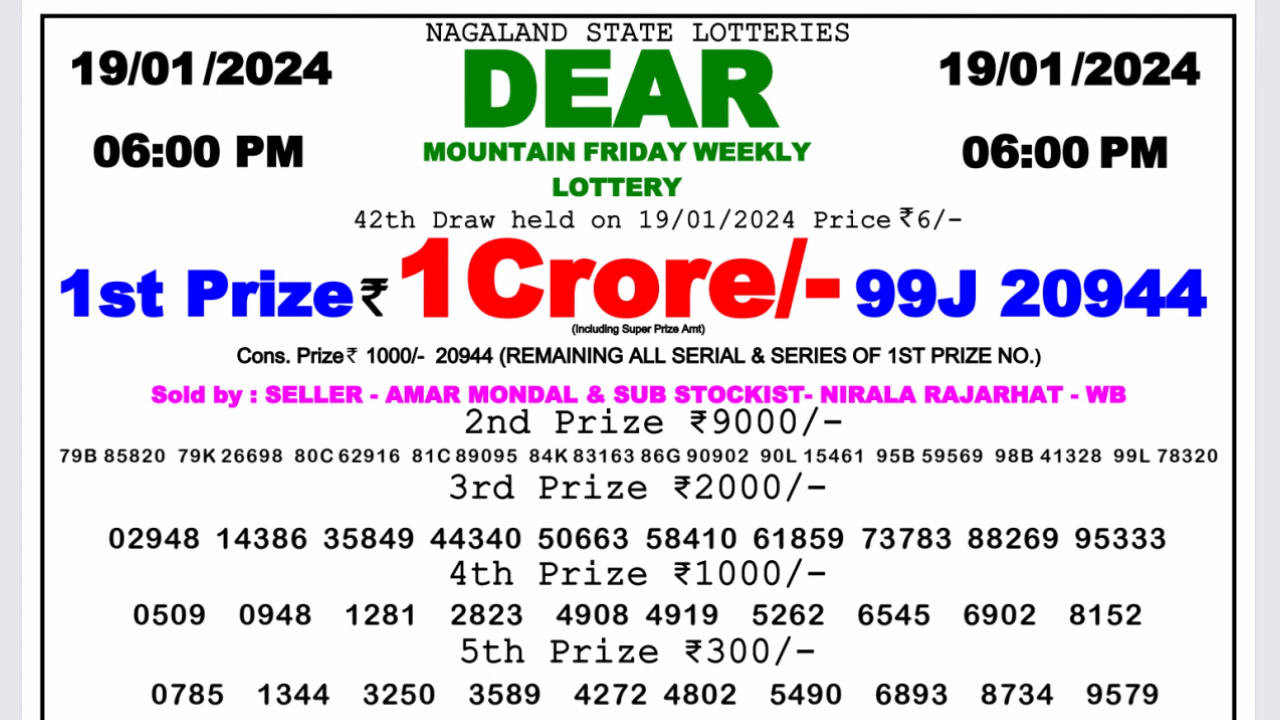 NAGALAND STATE LOTTERIES
19/01/2024 DEAR 19/01/2024
06:00 PM MOUNTAIN FRIDAY WEEKLY 06:00 PM
LOTTERY
42th Draw held on 19/01/2024 Price ₹6/-
1st Prize ₹ 1Crore/- 99J 20944
(Including Super Prize Amt)
Cons. Prize₹ 1000/- 20944 (REMAINING ALL SERIAL & SERIES OF 1ST PRIZE NO.)
Sold by : SELLER - AMAR MONDAL & SUB STOCKIST- NIRALA RAJARHAT - WB
2nd Prize ₹9000/-
79B 85820 79K 26698 80C 62916 81C 89095 84K 83163 86G 90902 90L 15461 95B 59569 98B 41328 99L 78320
3rd Prize ₹2000/-
02948 14386 35849 44340 50663 58410 61859 73783 88269 95333
4th Prize ₹1000/-
0509 0948 1281 2823 4908 4919 5262 6545 6902 8152
5th Prize ₹300/-
0785 1344 3250 3589 4272 4802 5490 6893 8734 9579